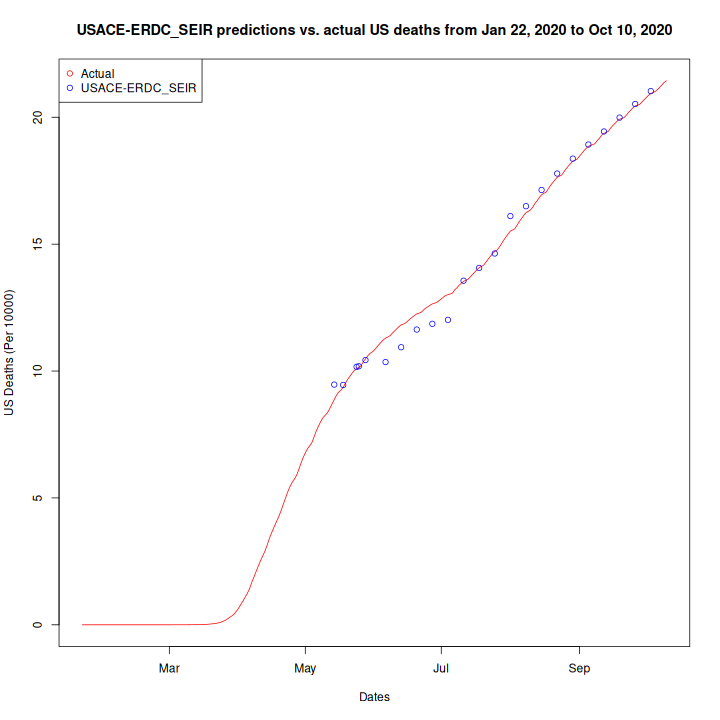 USACE-ERDC_SEIR predictions vs. actual US deaths from Jan 22, 2020 to Oct 10, 2020
Actual
USACE-ERDC_SEIR
20
15
10
5
0
US Deaths (Per 10000)
Mar May Jul Sep
Dates